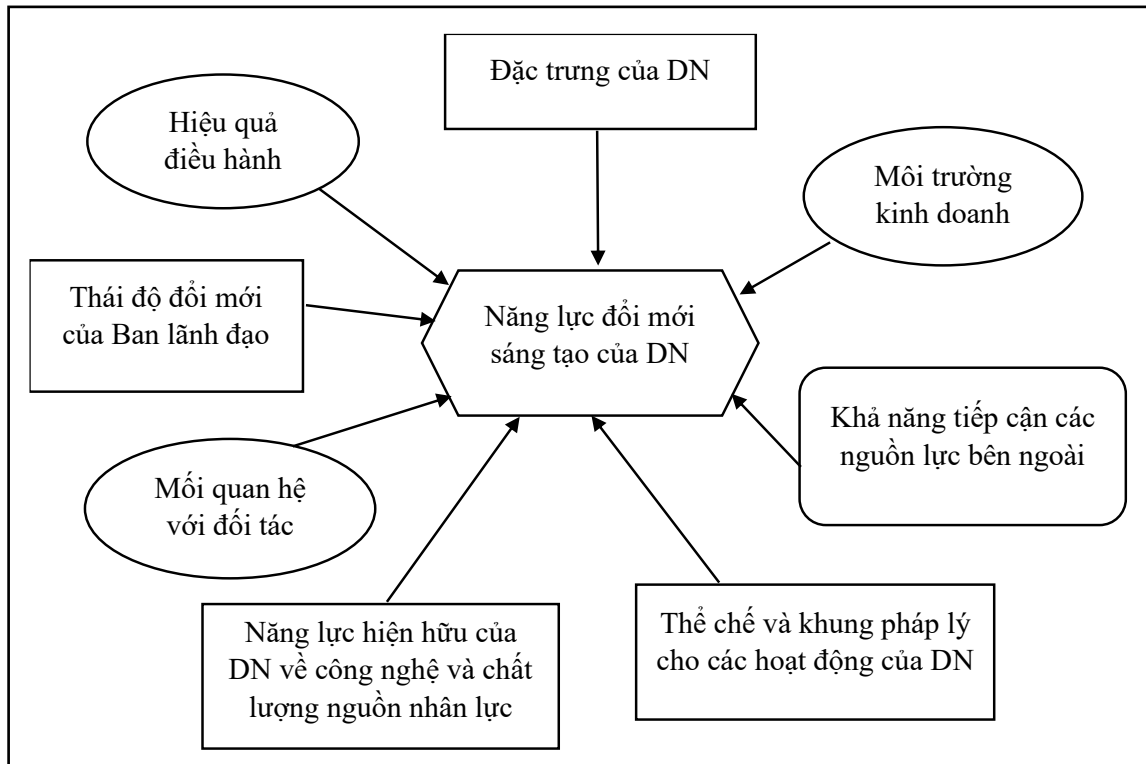 Đặc trưng của DN
Hiệu quả
điều hành
Môi trường
kinh doanh
Thái độ đổi mới
của Ban lãnh đạo
Năng lực đổi mới
sáng tạo của DN
Khả năng tiếp cận các
nguồn lực bên ngoài
Mối quan hệ
với đối tác
Năng lực hiện hữu của
DN về công nghệ và chất
lượng nguồn nhân lực
Thể chế và khung pháp lý
cho các hoạt động của DN